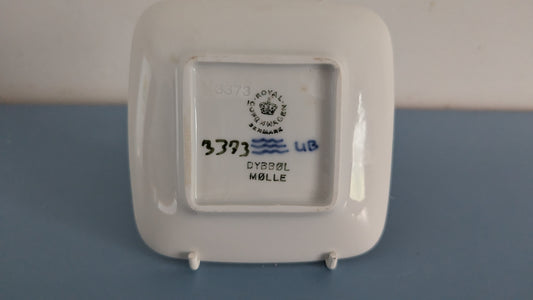 3373
ROYAL
COPENHAGEN
DENMARK
3373 UB
DYBBØL
MØLLE